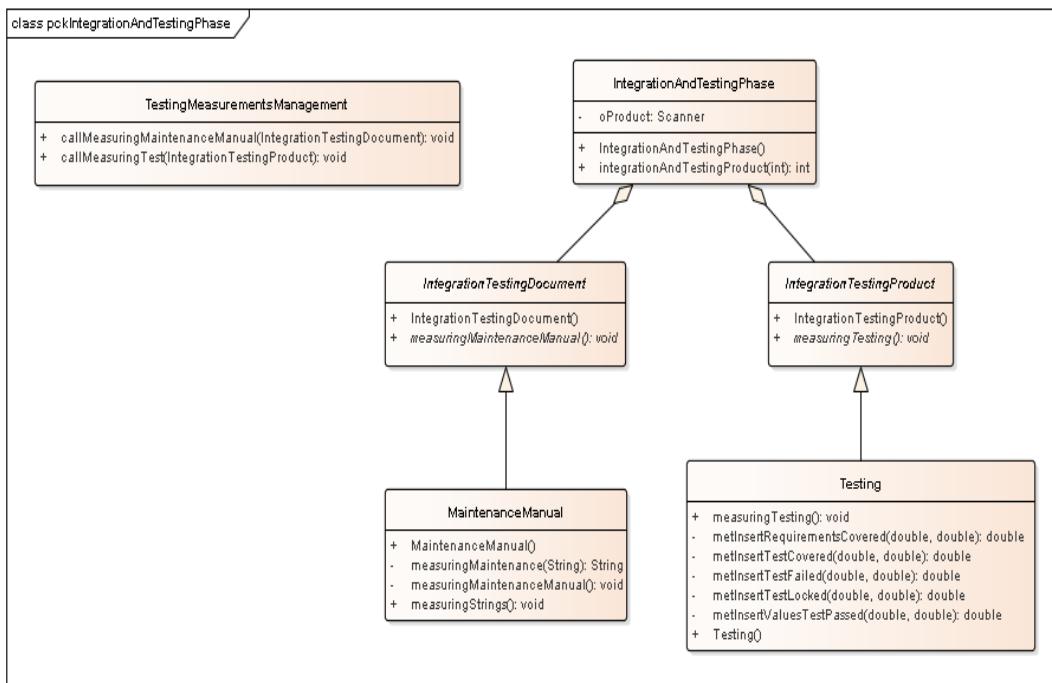 class pckIntegrationAndTestingPhase
TestingMeasurementsManagement
+ callMeasuringMaintenanceManual(IntegrationTestingDocument): void
+ callMeasuringTest(IntegrationTestingProduct): void
IntegrationAndTestingPhase
- oProduct: Scanner
+ IntegrationAndTestingPhase()
+ integrationAndTestingProduct(int): int
IntegrationTestingDocument
+ IntegrationTestingDocument()
+ measuringMaintenanceManual(): void
IntegrationTestingProduct
+ IntegrationTestingProduct()
+ measuringTesting(): void
MaintenanceManual
+ MaintenanceManual()
- measuringMaintenance(String): String
- measuringMaintenanceManual(): void
+ measuringStrings(): void
Testing
+ measuringTesting(): void
- metInsertRequirementsCovered(double, double): double
- metInsertTestCovered(double, double): double
- metInsertTestFailed(double, double): double
- metInsertTestLocked(double, double): double
- metInsertValuesTestPassed(double, double): double
+ Testing()